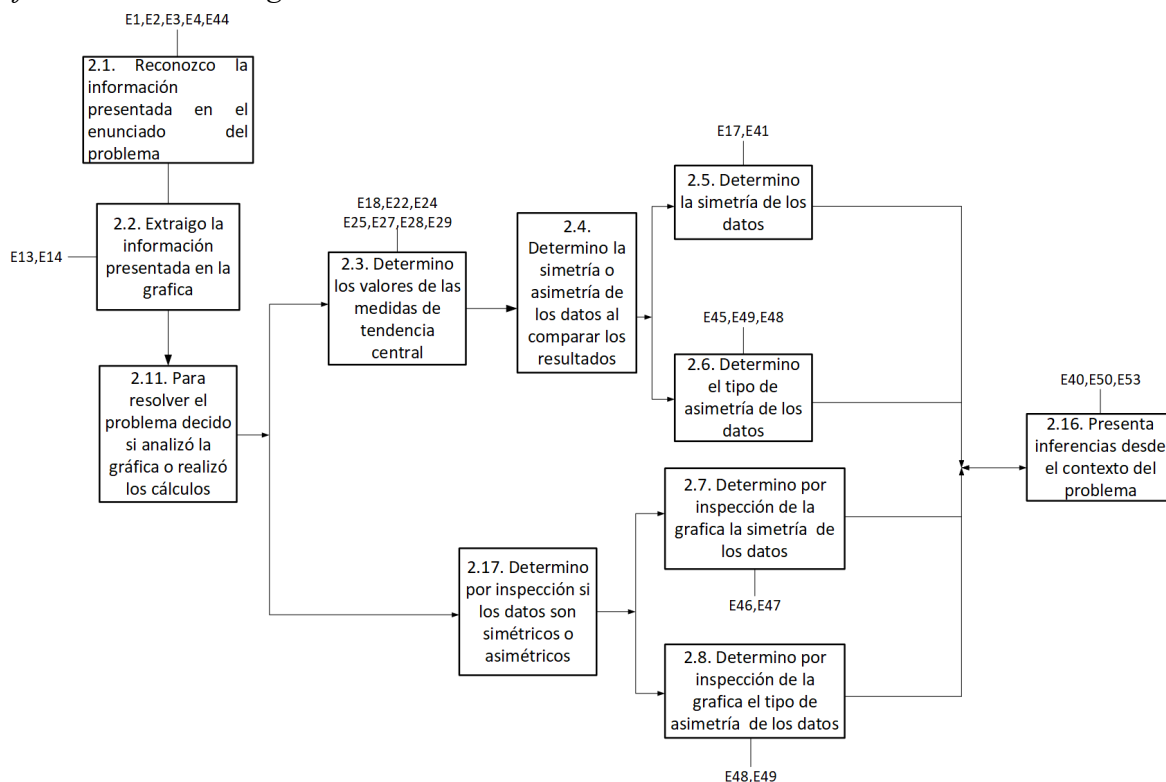 E1,E2,E3,E4,E44
2.1. Reconozco la
información
presentada en el
enunciado del
problema
2.2. Extraigo la
información
presentada en la
grafica
E13,E14
2.11. Para
resolver el
problema decido
si analizó la
gráfica o realizó
los cálculos
E18,E22,E24
E25,E27,E28,E29
2.3. Determino
los valores de las
medidas de
tendencia
central
2.4.
Determino la
simetría o
asimetría de
los datos al
comparar los
resultados
E17,E41
2.5. Determino
la simetría de los
datos
E45,E49,E48
2.6. Determino
el tipo de
asimetría de los
datos
2.17. Determino
por inspección si
los datos son
simétricos o
asimétricos
2.7. Determino por
inspección de la
grafica la simetría de
los datos
E46,E47
2.8. Determino por
inspección de la
grafica el tipo de
asimetría de los datos
E48,E49
E40,E50,E53
2.16. Presenta
inferencias desde
el contexto del
problema